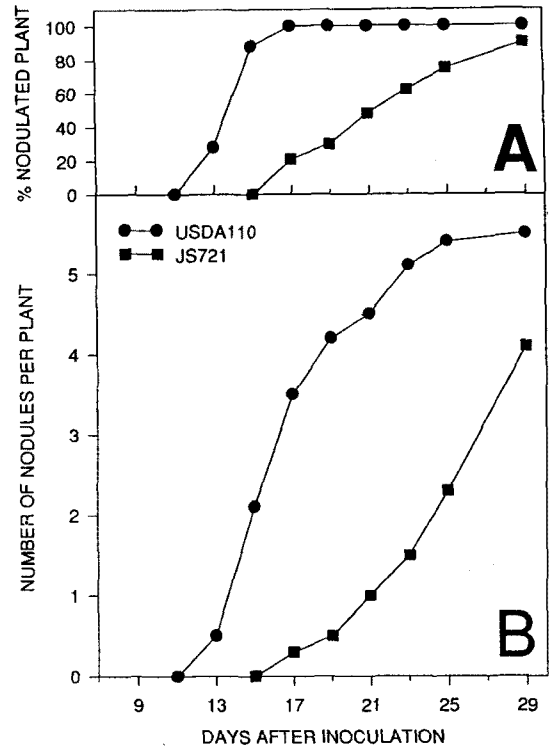 % NODULATED PLANT
100
80
60
40
20
0
A
USDA110
JS721
NUMBER OF NODULES PER PLANT
5
4
3
2
1
0
B
9 13 17 21 25 29
DAYS AFTER INOCULATION